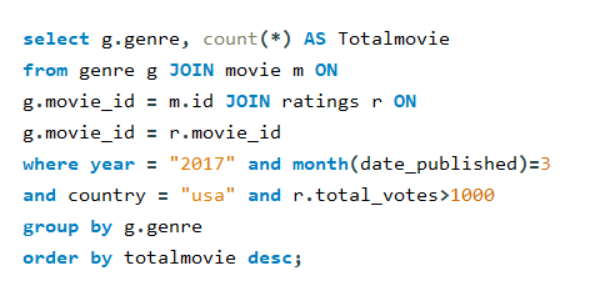 select g.genre, count(*) AS Totalmovie
from genre g JOIN movie m ON
g.movie_id = m.id JOIN ratings r ON
g.movie_id = r.movie_id
where year = "2017" and month(date_published)=3
and country = "usa" and r.total_votes>1000
group by g.genre
order by totalmovie desc;